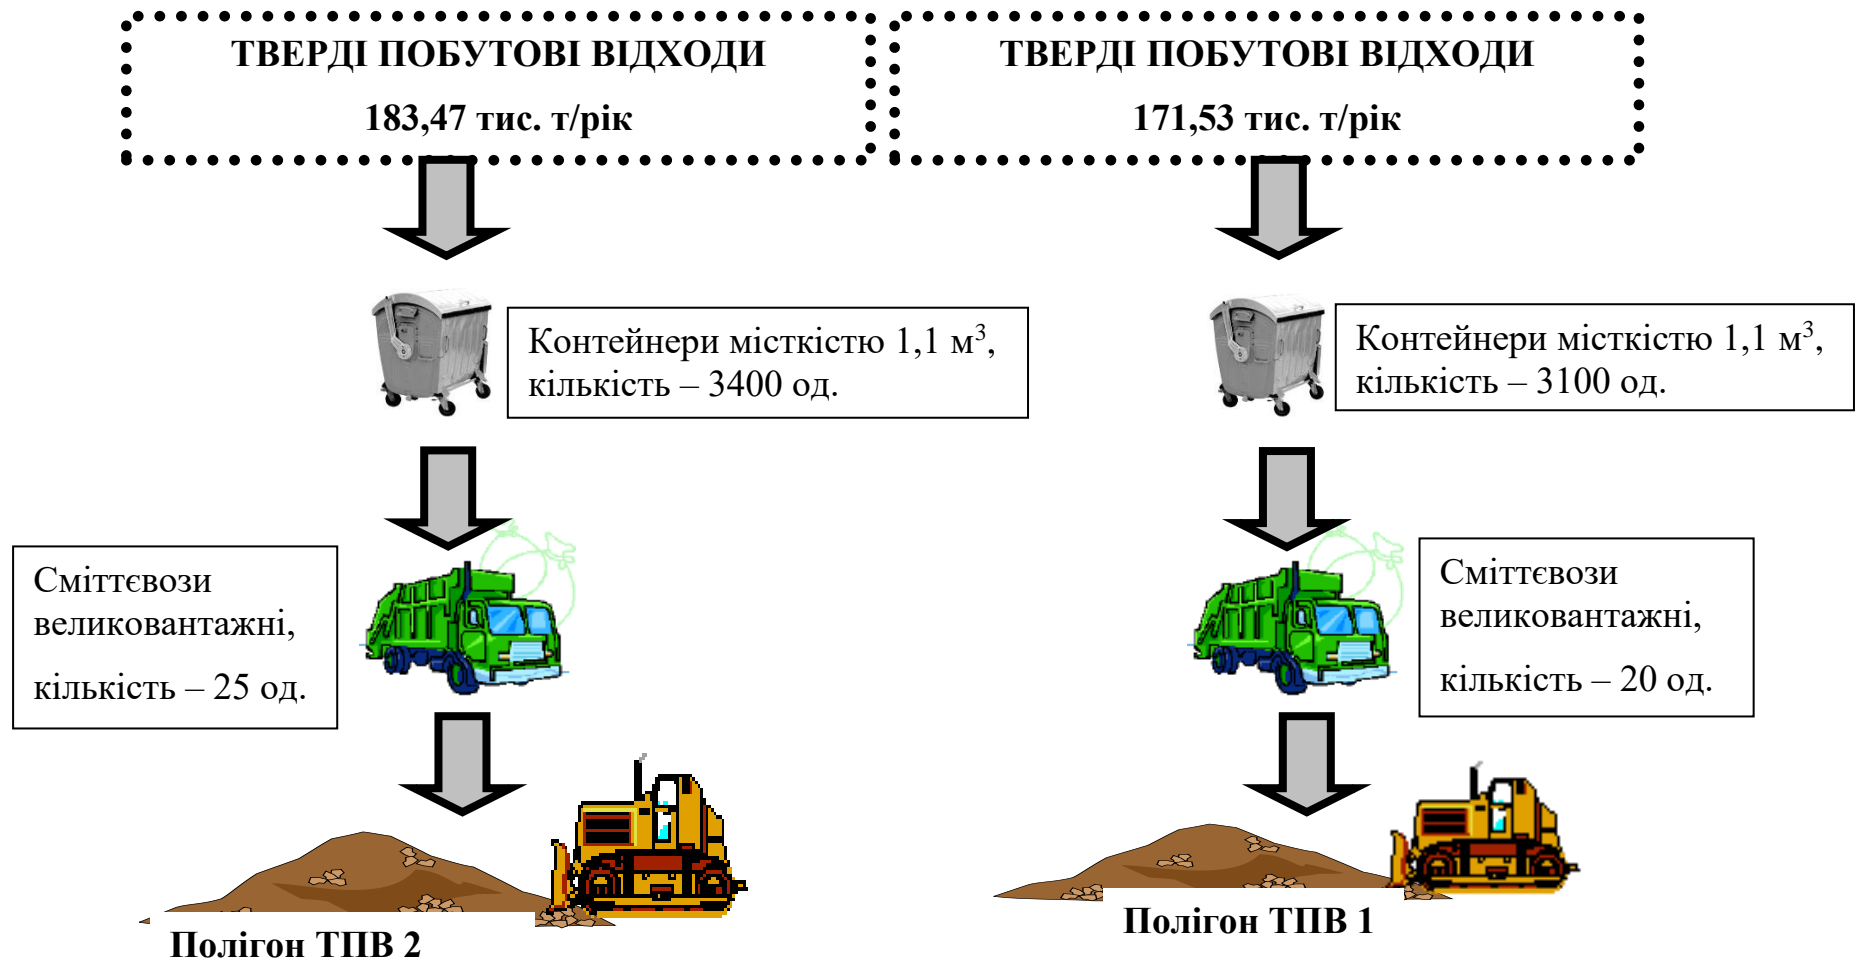 ТВЕРДІ ПОБУТОВІ ВІДХОДИ
183,47 тис. т/рік
ТВЕРДІ ПОБУТОВІ ВІДХОДИ
171,53 тис. т/рік
Контейнери місткістю 1,1 м³,
кількість – 3400 од.
Контейнери місткістю 1,1 м³,
кількість – 3100 од.
Сміттєвози
великовантажні,
кількість – 25 од.
Сміттєвози
великовантажні,
кількість – 20 од.
Полігон ТПВ 2
Полігон ТПВ 1